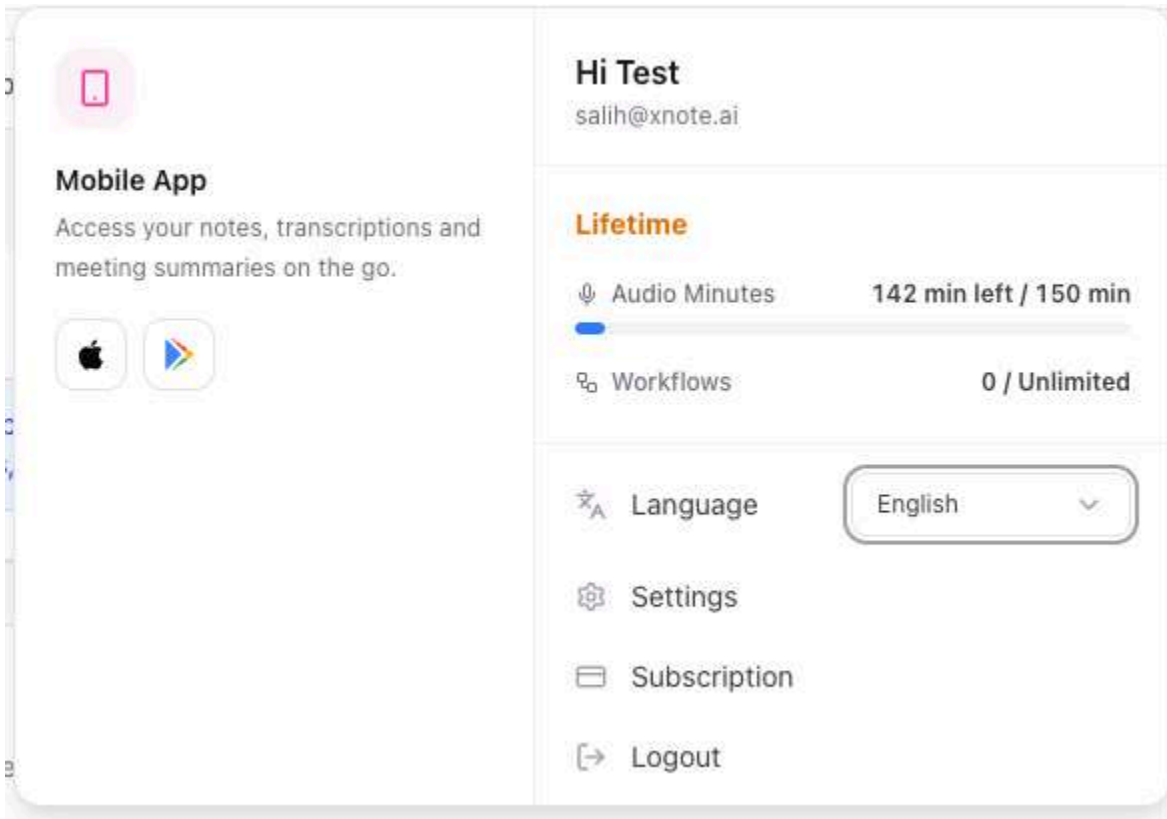 Mobile App
Access your notes, transcriptions and
meeting summaries on the go.
Hi Test
salih@xnote.ai
Lifetime
Audio Minutes 142 min left / 150 min
Workflows 0 / Unlimited
Language English
Settings
Subscription
Logout